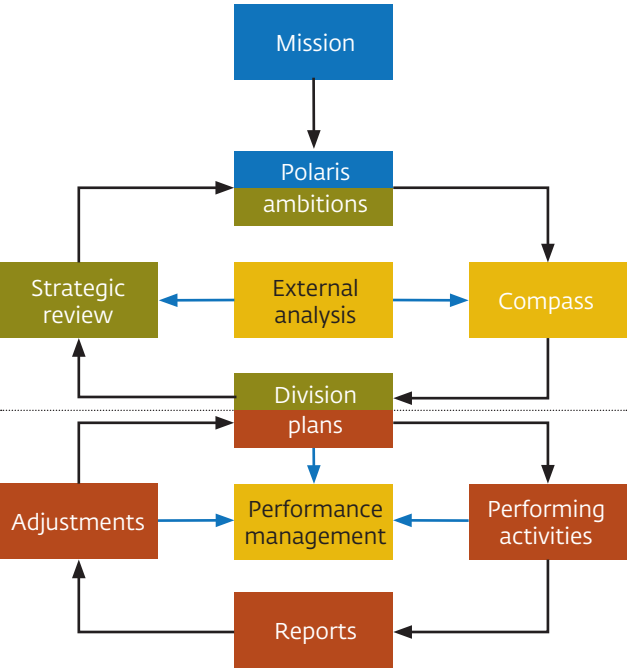 Mission
Polaris
ambitions
Strategic
review
External
analysis
Compass
Division
plans
Adjustments
Performance
management
Performing
activities
Reports